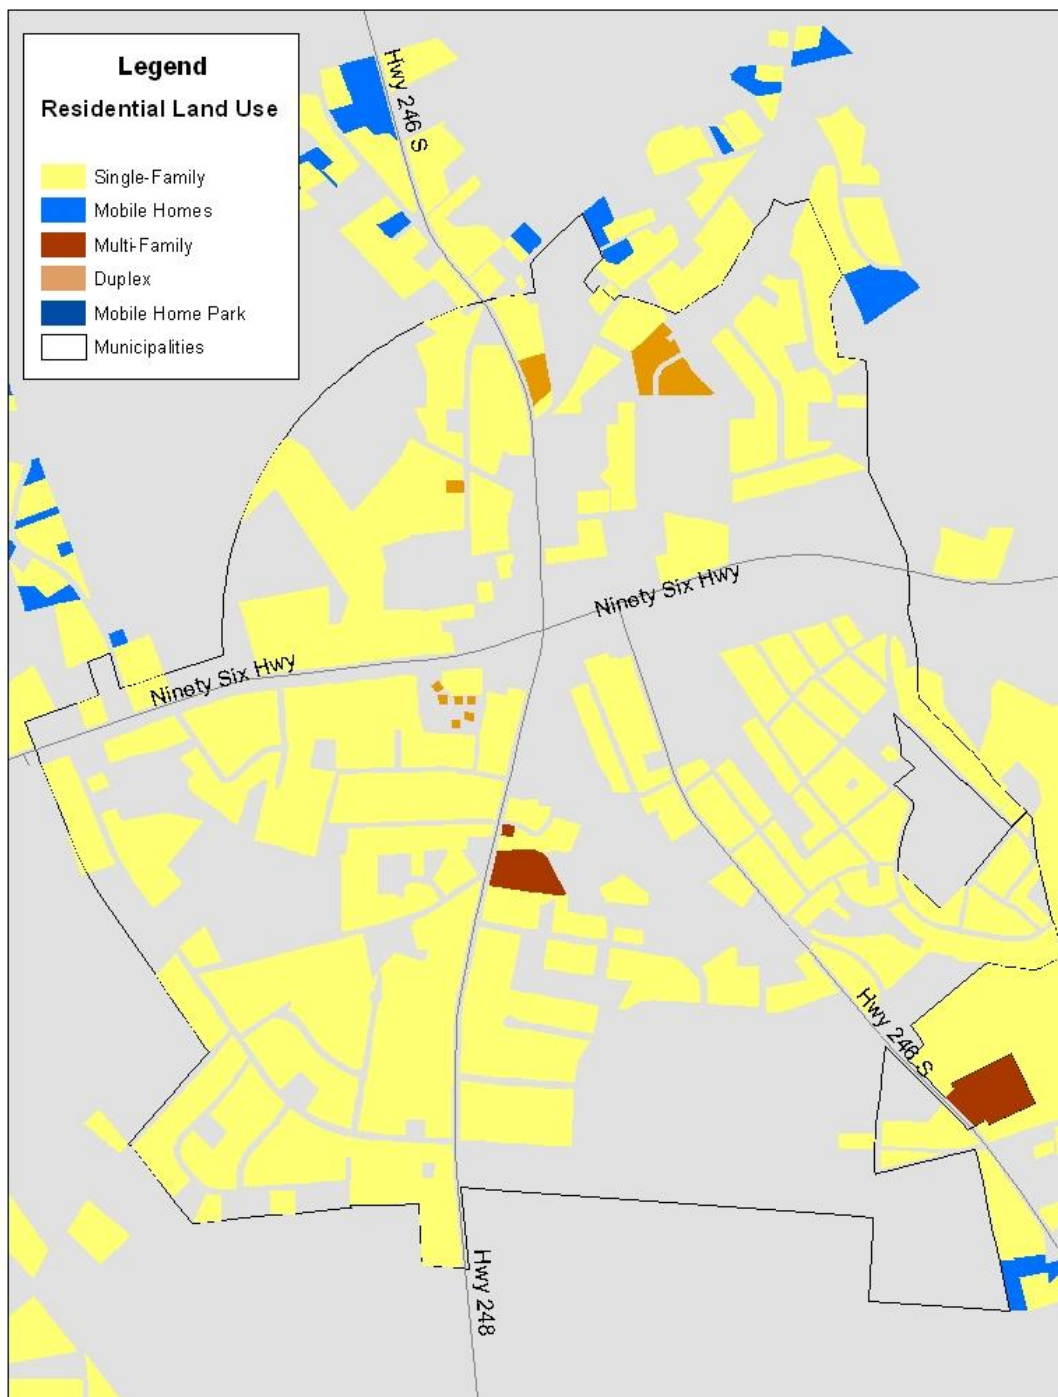 Legend
Residential Land Use
Single-Family
Mobile Homes
Multi-Family
Duplex
Mobile Home Park
Municipalities
Hwy 246 S
Ninety Six Hwy
Ninety Six Hwy
Hwy 246 S
Hwy 248